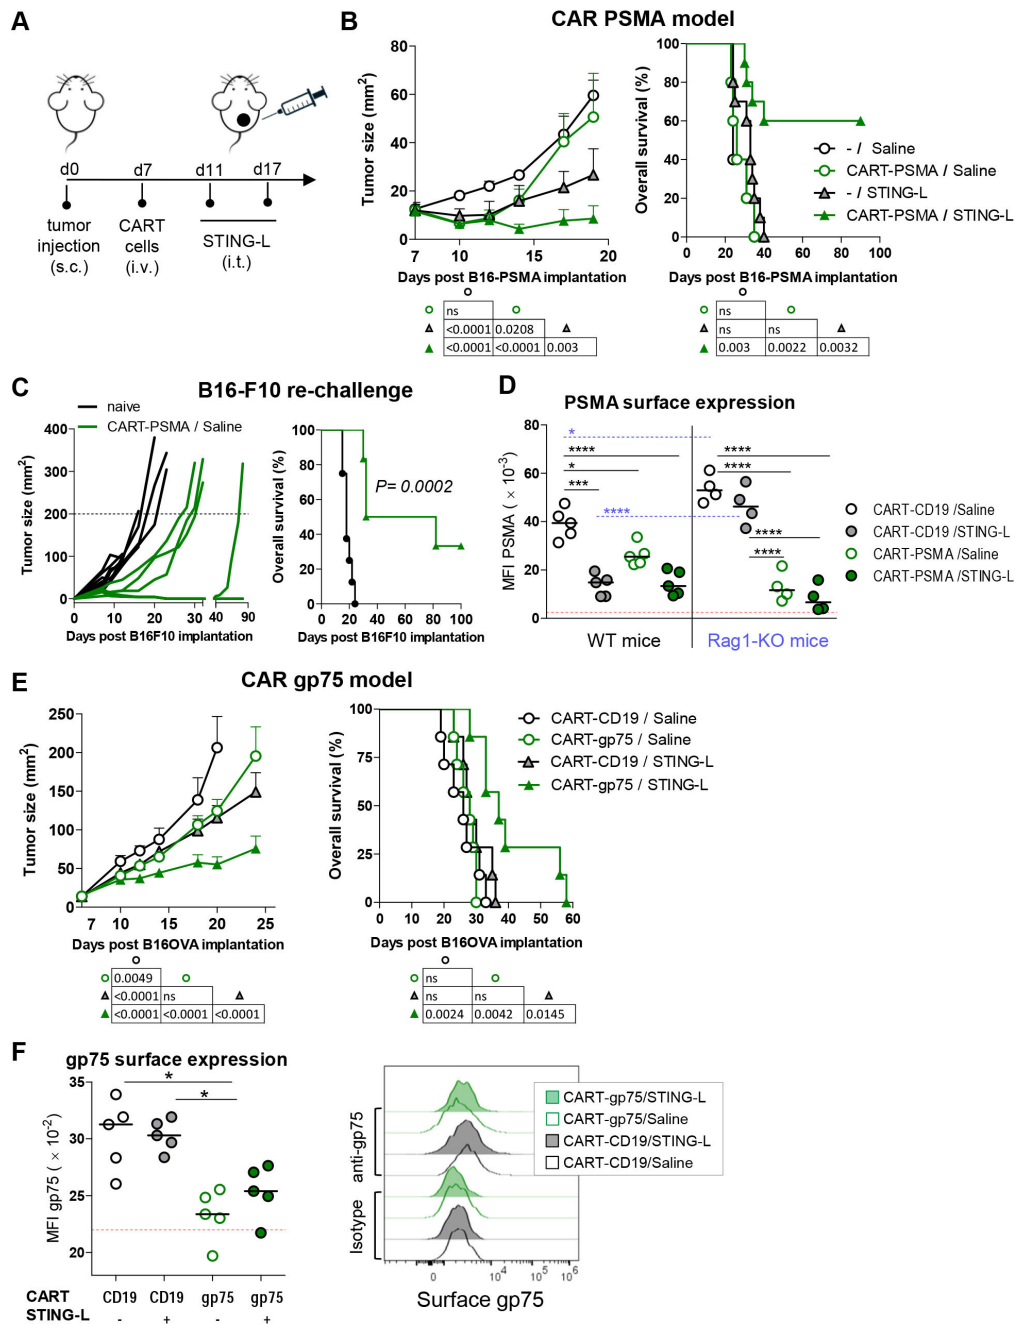 A
d0
d7
d11
d17
tumor
injection
(s.c.)
CART
cells
(i.v.)
STING-L
(i.t.)
B
CAR PSMA model
Tumor size (mm²)
80
60
40
20
0
7
10
15
20
Days post B16-PSMA implantation
ns
<0.0001 0.0208
<0.0001 <0.0001 0.003
Overall survival (%)
100
80
60
40
20
0
0 20 40 60 80 100
Days post B16-PSMA implantation
ns
ns ns
0.003 0.0022 0.0032
- / Saline
CART-PSMA / Saline
- / STING-L
CART-PSMA / STING-L
C
B16-F10 re-challenge
naive
CART-PSMA / Saline
Tumor size (mm²)
400
300
200
100
0
0 10 20 30 40 90
Days post B16F10 implantation
Overall survival (%)
100
80
60
40
20
0
0 20 40 60 80 100
Days post B16F10 implantation
P= 0.0002
D
PSMA surface expression
MFI PSMA ( × 10⁻³)
80
60
40
20
0
*
****
*
***
****
****
****
****
****
WT mice
Rag1-KO mice
CART-CD19 /Saline
CART-CD19 /STING-L
CART-PSMA /Saline
CART-PSMA /STING-L
E
CAR gp75 model
Tumor size (mm²)
250
200
150
100
50
0
7 10 15 20 25
Days post B16OVA implantation
0.0049
<0.0001 ns
<0.0001 <0.0001 <0.0001
Overall survival (%)
100
75
50
25
0
0 10 20 30 40 50 60
Days post B16OVA implantation
ns
ns ns
0.0024 0.0042 0.0145
CART-CD19 / Saline
CART-gp75 / Saline
CART-CD19 / STING-L
CART-gp75 / STING-L
F
gp75 surface expression
MFI gp75 ( × 10⁻²)
35
30
25
20
*
*
CART CD19 CD19 gp75 gp75
STING-L - + - +
anti-gp75
Isotype
0 10⁴ 10⁵ 10⁶
Surface gp75
CART-gp75/STING-L
CART-gp75/Saline
CART-CD19/STING-L
CART-CD19/Saline